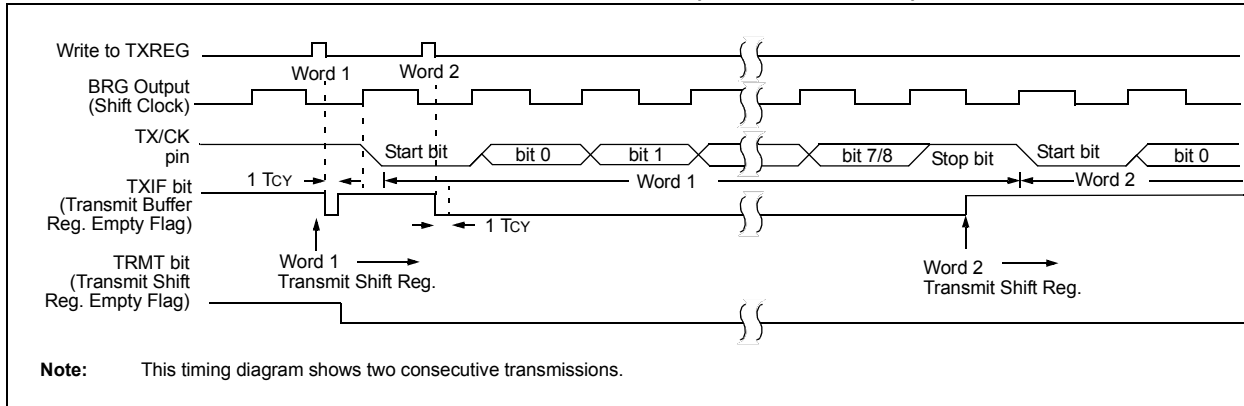 Write to TXREG
Word 1 Word 2
BRG Output
(Shift Clock)
TX/CK
pin
Start bit bit 0 bit 1 bit 7/8 Stop bit Start bit bit 0
1 TCY
Word 1 Word 2
TXIF bit
(Transmit Buffer
Reg. Empty Flag)
1 TCY
Word 1
Transmit Shift Reg.
Word 2
Transmit Shift Reg.
TRMT bit
(Transmit Shift
Reg. Empty Flag)
Note: This timing diagram shows two consecutive transmissions.